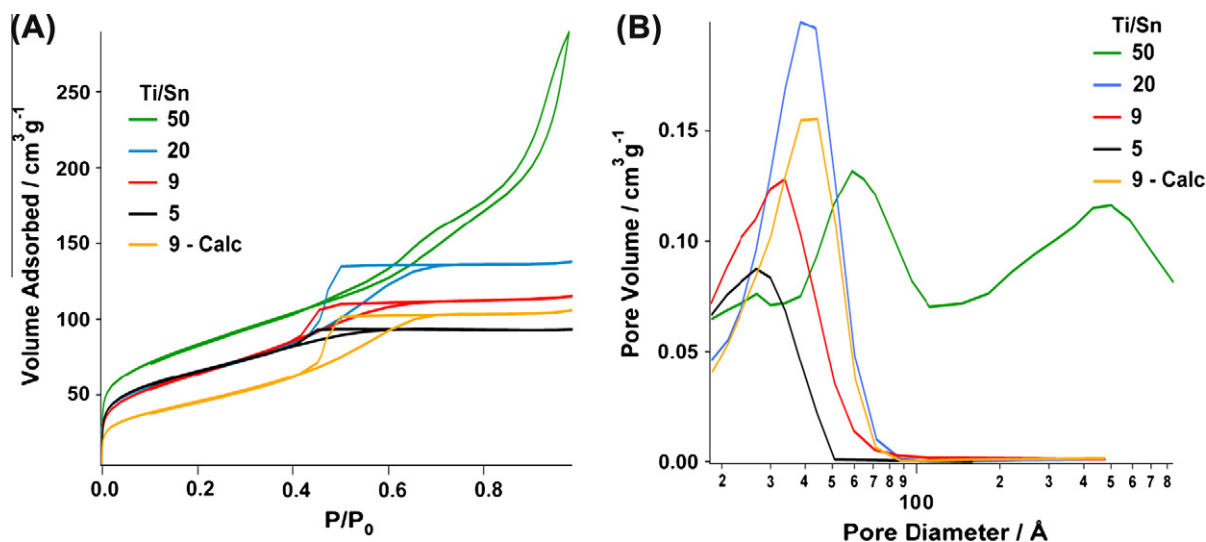 (A)
Volume Adsorbed / cm³g⁻¹
250
200
150
100
50
Ti/Sn
50
20
9
5
9 - Calc
0.0
0.2
0.4
0.6
0.8
P/P₀
(B)
Pore Volume / cm³g⁻¹
0.15
0.10
0.05
0.00
Ti/Sn
50
20
9
5
9 - Calc
2 3 4 5 6 7 8 9 2 3 4 5 6 7 8
100
Pore Diameter / Å